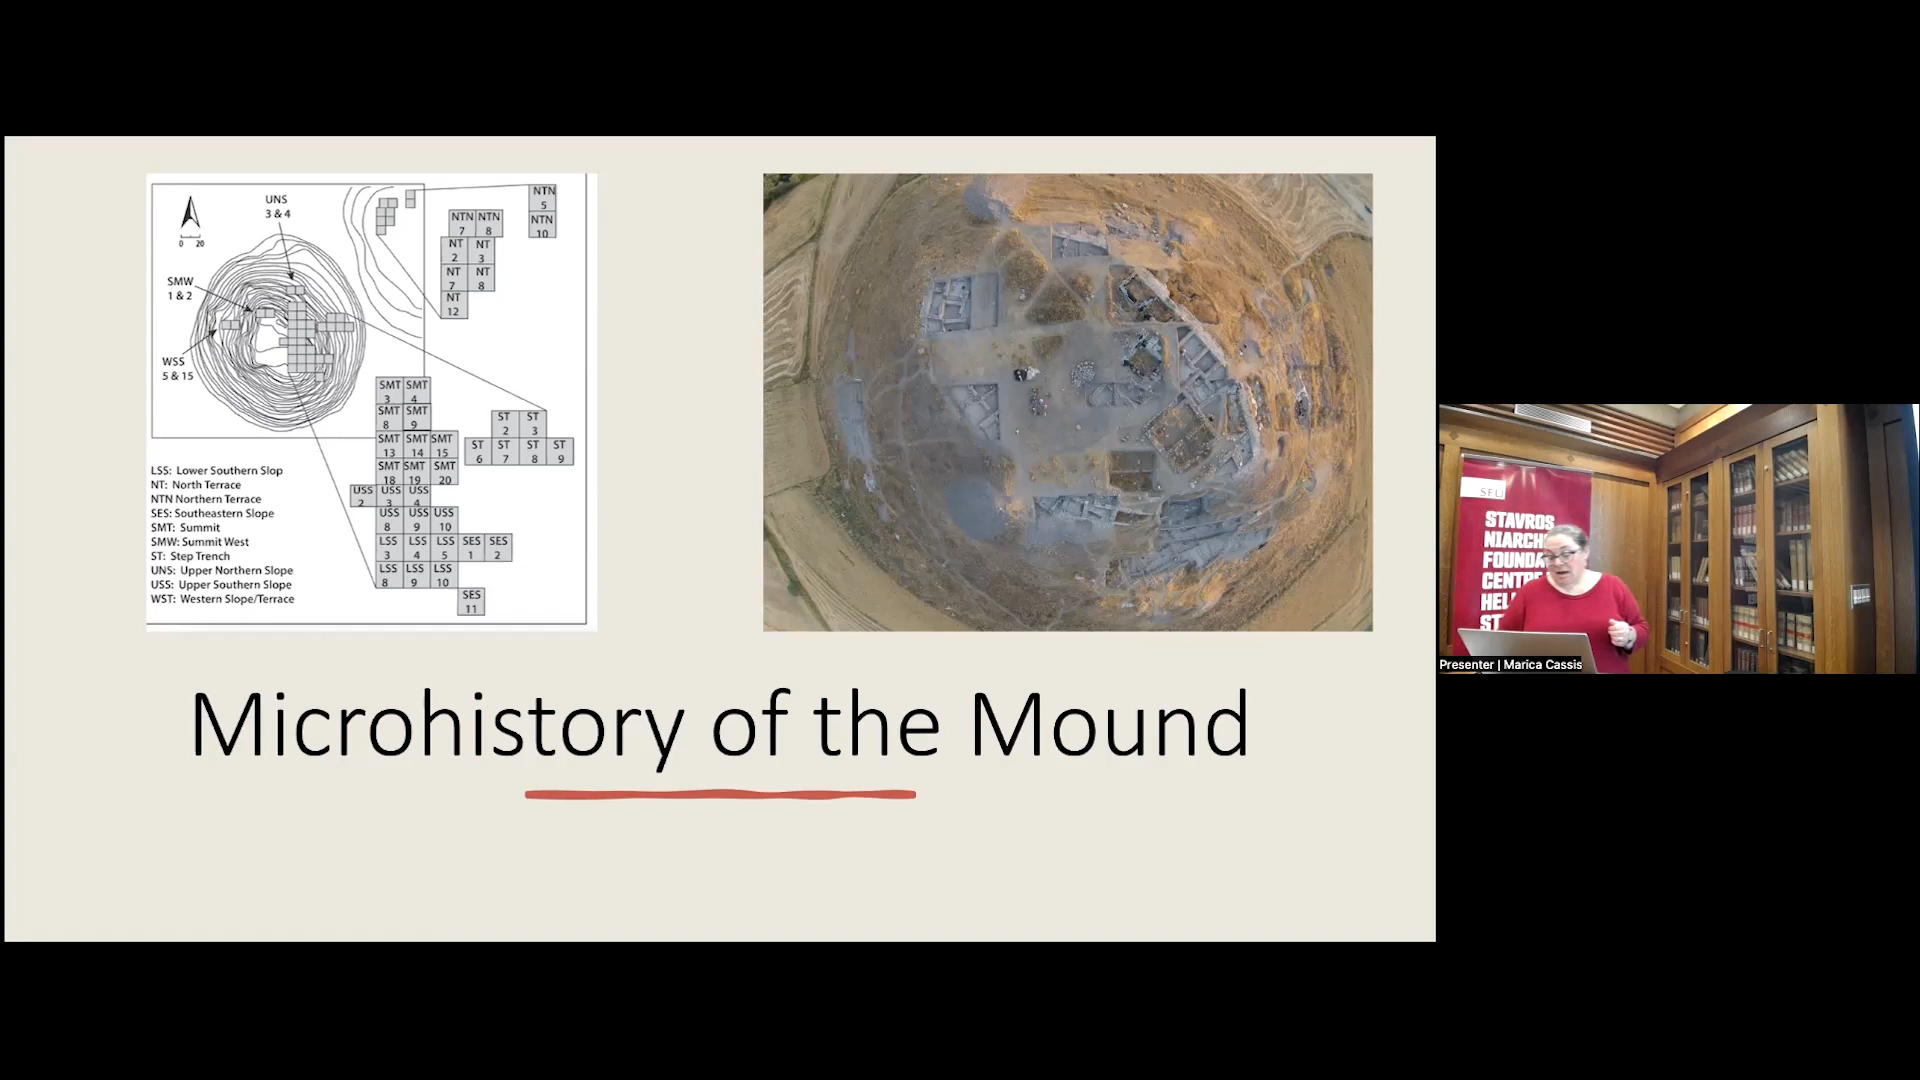 UNS
3 & 4
0 20
SMW
1 & 2
WSS
5 & 15
NTN
5
NTN
10
NTN NTN
7 8
NT NT
2 3
NT NT
7 8
NT
12
SMT SMT
3 4
SMT SMT
8 9
SMT SMT SMT
13 14 15
SMT SMT SMT
18 19 20
USS USS USS
2 3 4
USS USS USS
8 9 10
LSS LSS LSS SES SES
3 4 5 1 2
LSS LSS LSS
8 9 10
SES
11
ST ST
2 3
ST ST ST ST
6 7 8 9
LSS: Lower Southern Slop
NT: North Terrace
NTN Northern Terrace
SES: Southeastern Slope
SMT: Summit
SMW: Summit West
ST: Step Trench
UNS: Upper Northern Slope
USS: Upper Southern Slope
WST: Western Slope/Terrace
Microhistory of the Mound
SFU
STAVROS
NIARCH
FOUNDA
CENTRE
HEL
ST
Presenter | Marica Cassis